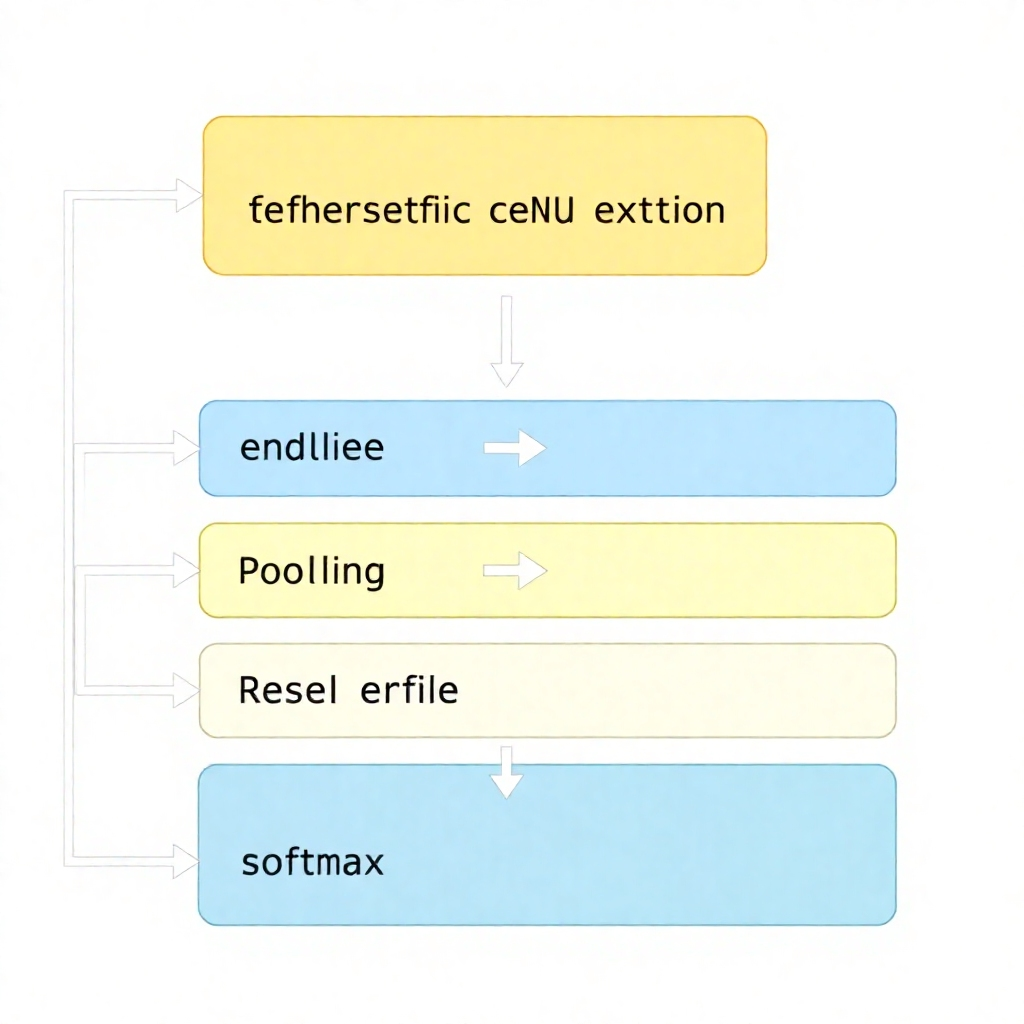 fefhersetfiic ceNU exttion
endlliee
Poolling
Resel erfile
softmax